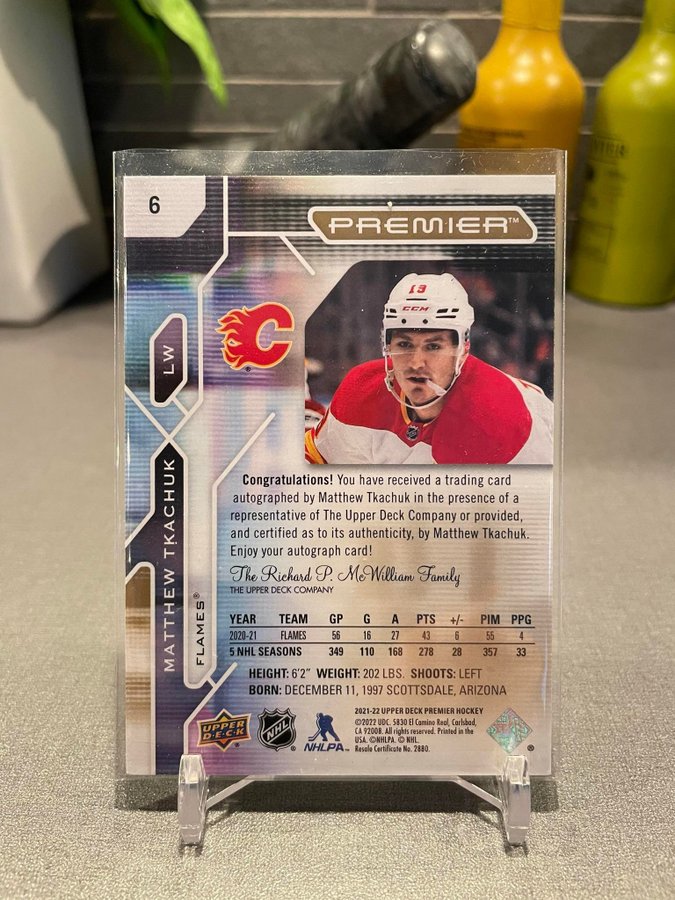 6
PREMIER™
19
CCM
LW
MATTHEW TKACHUK
FLAMES®
Congratulations! You have received a trading card
autographed by Matthew Tkachuk in the presence of a
representative of The Upper Deck Company or provided,
and certified as to its authenticity, by Matthew Tkachuk.
Enjoy your autograph card!
The Richard P. McWilliam Family
THE UPPER DECK COMPANY
YEAR TEAM GP G A PTS +/- PIM PPG
2020-21 FLAMES 56 16 27 43 6 55 4
5 NHL SEASONS 349 110 168 278 28 357 33
HEIGHT: 6'2" WEIGHT: 202 LBS. SHOOTS: LEFT
BORN: DECEMBER 11, 1997 SCOTTSDALE, ARIZONA
2021-22 UPPER DECK PREMIER HOCKEY
©2022 UDC. 5830 El Camino Real, Carlsbad,
CA 92008. All rights reserved. Printed in the
USA. ©NHLPA. © NHL.
Resale Certificate No. 2880.
UPPER DECK
NHL
NHLPA